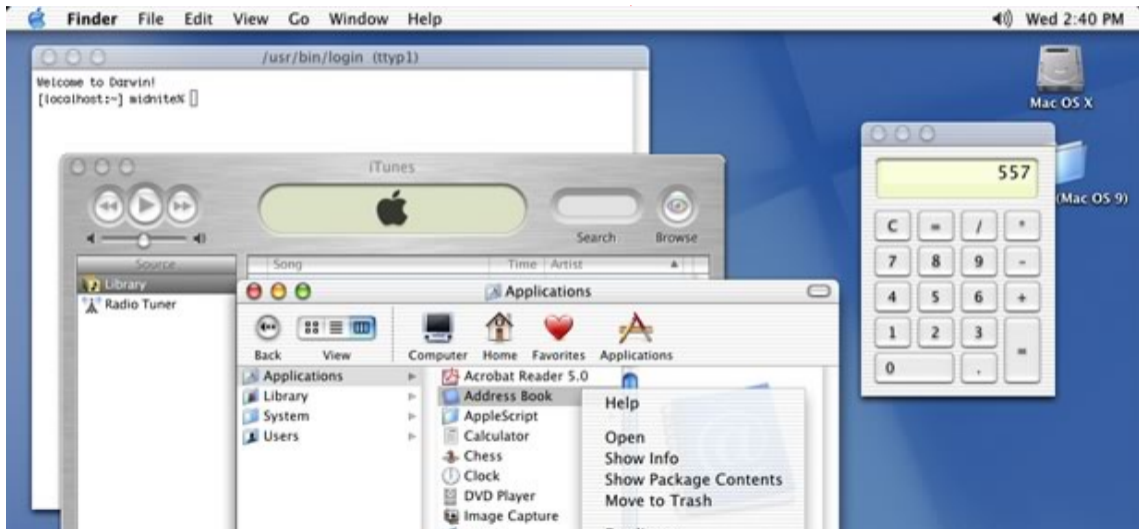 Finder File Edit View Go Window Help
Wed 2:40 PM
/usr/bin/login (ttyp1)
Welcome to Darwin!
[localhost:~] midnite%
Mac OS X
(Mac OS 9)
557
C = / *
7 8 9 -
4 5 6 +
1 2 3 =
0 .
iTunes
Search Browse
Source Song Time Artist
Library
Radio Tuner
Applications
Back View Computer Home Favorites Applications
Applications
Library
System
Users
Acrobat Reader 5.0
Address Book
AppleScript
Calculator
Chess
Clock
DVD Player
Image Capture
Help
Open
Show Info
Show Package Contents
Move to Trash